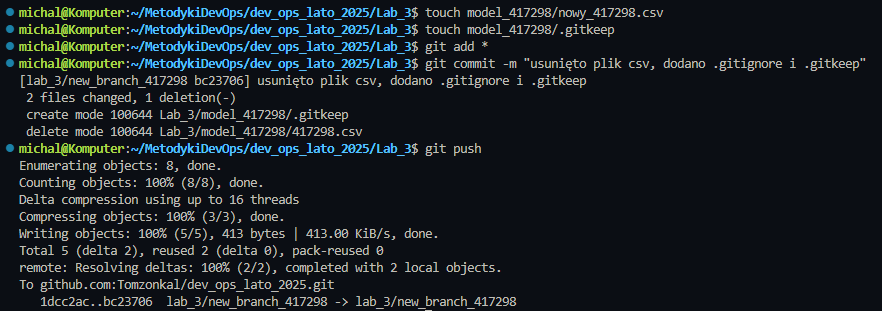 michal@Komputer:~/MetodykiDevOps/dev_ops_lato_2025/Lab_3$ touch model_417298/nowy_417298.csv
michal@Komputer:~/MetodykiDevOps/dev_ops_lato_2025/Lab_3$ touch model_417298/.gitkeep
michal@Komputer:~/MetodykiDevOps/dev_ops_lato_2025/Lab_3$ git add *
michal@Komputer:~/MetodykiDevOps/dev_ops_lato_2025/Lab_3$ git commit -m "usunięto plik csv, dodano .gitignore i .gitkeep"
[lab_3/new_branch_417298 bc23706] usunięto plik csv, dodano .gitignore i .gitkeep
 2 files changed, 1 deletion(-)
 create mode 100644 Lab_3/model_417298/.gitkeep
 delete mode 100644 Lab_3/model_417298/417298.csv
michal@Komputer:~/MetodykiDevOps/dev_ops_lato_2025/Lab_3$ git push
Enumerating objects: 8, done.
Counting objects: 100% (8/8), done.
Delta compression using up to 16 threads
Compressing objects: 100% (3/3), done.
Writing objects: 100% (5/5), 413 bytes | 413.00 KiB/s, done.
Total 5 (delta 2), reused 2 (delta 0), pack-reused 0
remote: Resolving deltas: 100% (2/2), completed with 2 local objects.
To github.com:Tomzonkal/dev_ops_lato_2025.git
   1dcc2ac..bc23706  lab_3/new_branch_417298 -> lab_3/new_branch_417298